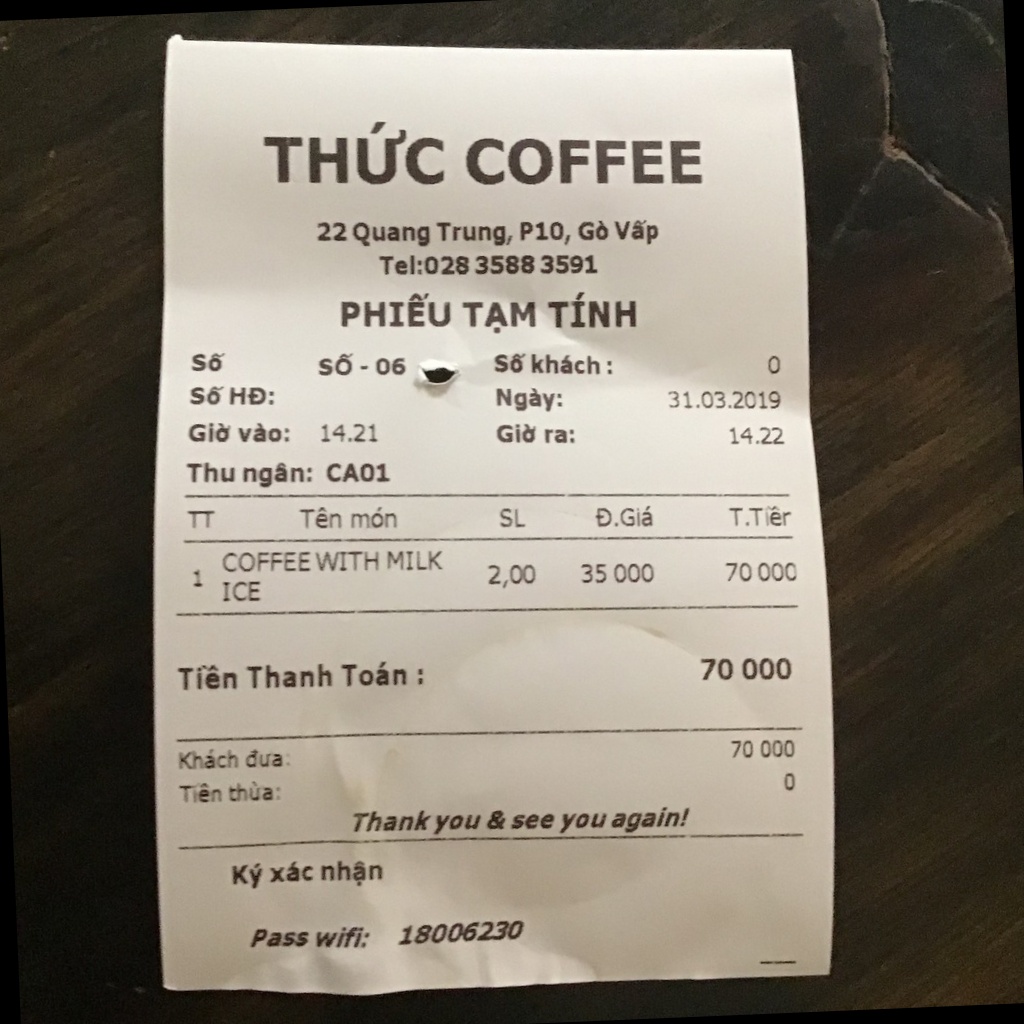 THỨC COFFEE
22 Quang Trung, P10, Gò Vấp
Tel:028 3588 3591
PHIẾU TẠM TÍNH
Số SỐ - 06 Số khách : 0
Số HĐ: Ngày: 31.03.2019
Giờ vào: 14.21 Giờ ra: 14.22
Thu ngân: CA01
TT Tên món SL Đ.Giá T.Tiền
1 COFFEE WITH MILK ICE 2,00 35 000 70 000
Tiền Thanh Toán : 70 000
Khách đưa: 70 000
Tiền thừa: 0
Thank you & see you again!
Ký xác nhận
Pass wifi: 18006230